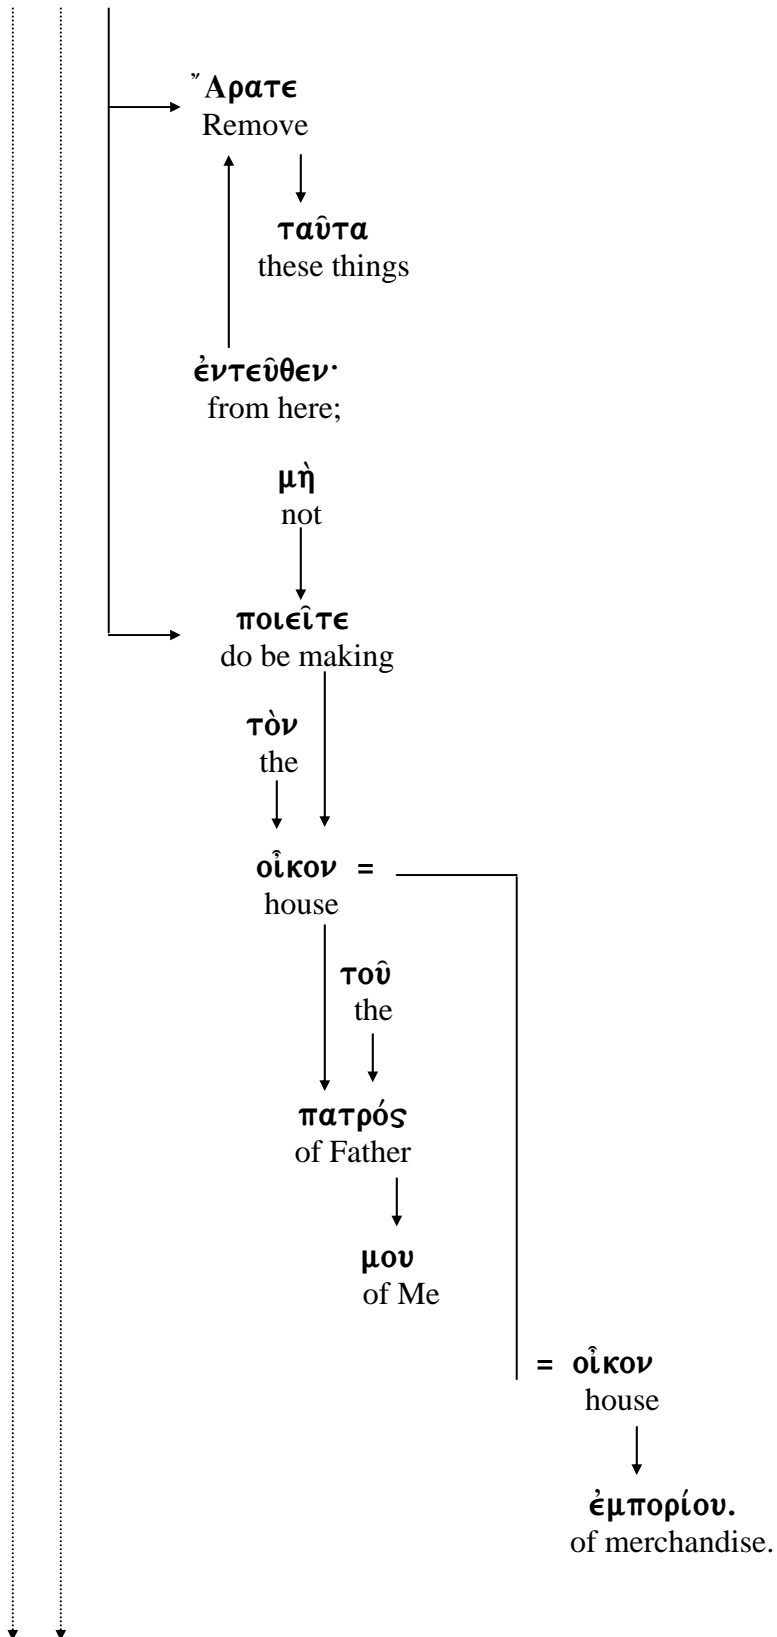 Ἄρατε
Remove
ταῦτα
these things
ἐντεῦθεν·
from here;
μὴ
not
ποιεῖτε
do be making
τὸν
the
οἶκον =
house
τοῦ
the
πατρός
of Father
μου
of Me
= οἶκον
house
ἐμπορίου.
of merchandise.